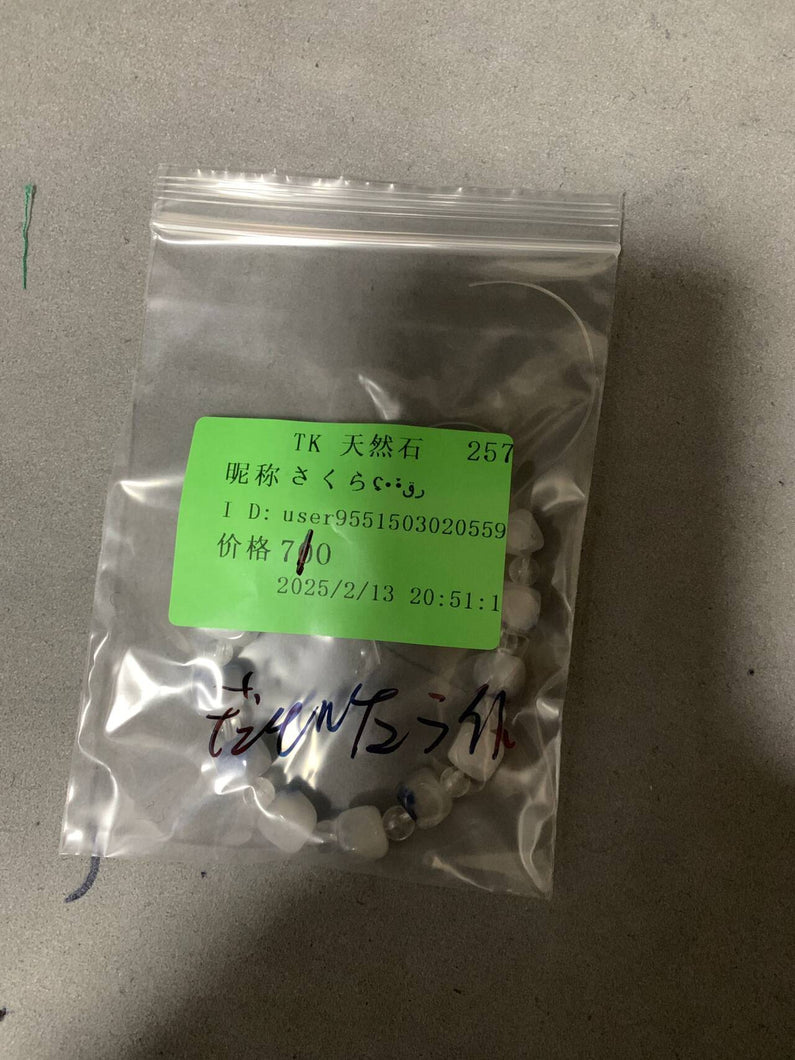 TK 天然石 257
昵称さくらʕ•̫͡•ʔ
I D: user9551503020559
价格 700
2025/2/13 20:51:1